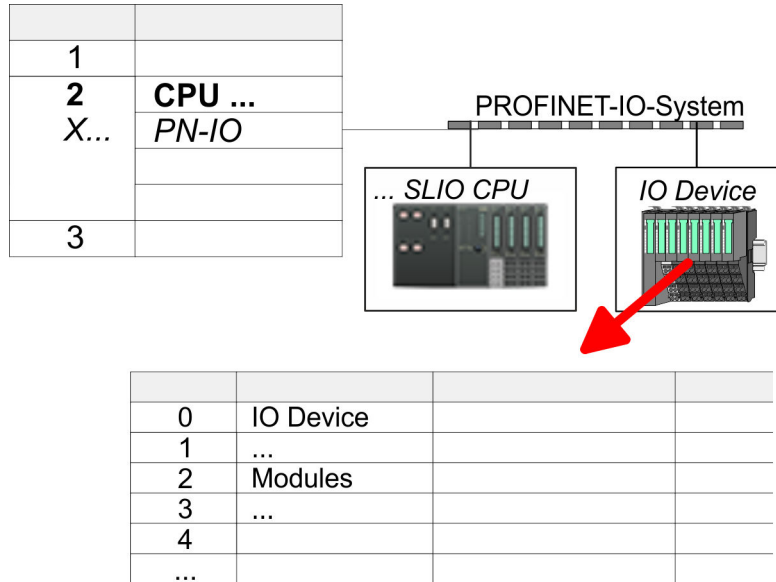 1
2 CPU ...
X... PN-IO
3
PROFINET-IO-System
... SLIO CPU
IO Device
0 IO Device
1 ...
2 Modules
3 ...
4
...